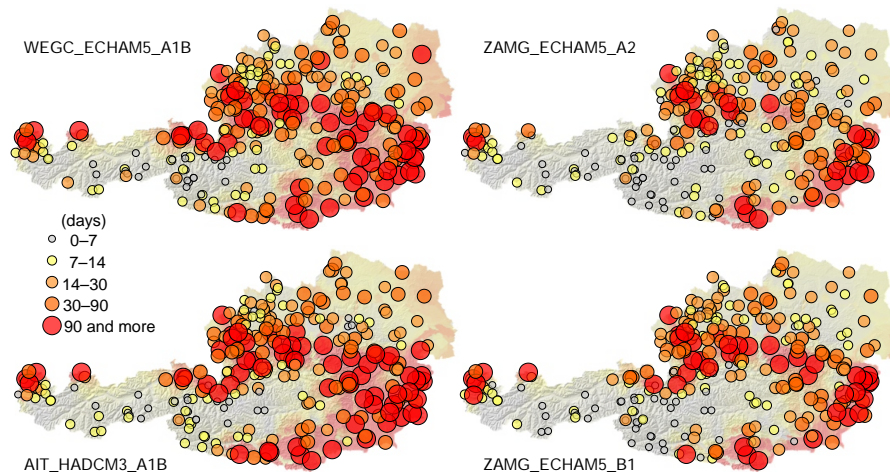 WEGC_ECHAM5_A1B
ZAMG_ECHAM5_A2
(days)
0–7
7–14
14–30
30–90
90 and more
AIT_HADCM3_A1B
ZAMG_ECHAM5_B1